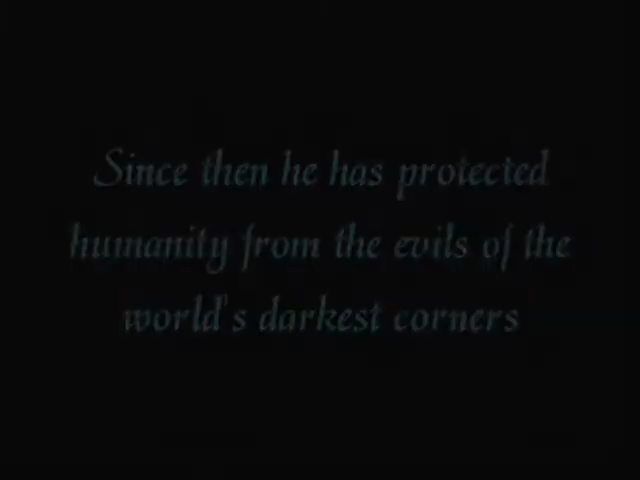 Since then he has protected
humanity from the evils of the
world's darkest corners